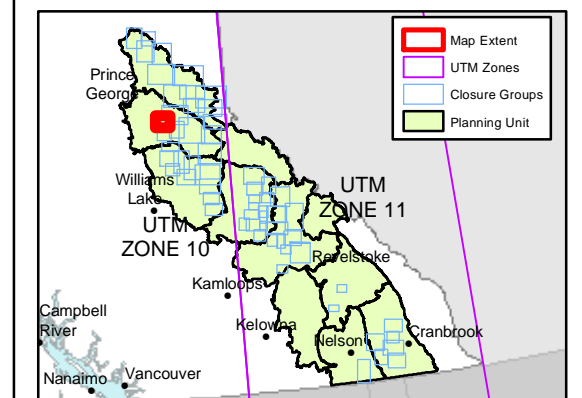 Map Extent
UTM Zones
Closure Groups
Planning Unit
Prince
George
Williams
Lake
UTM
ZONE 10
UTM
ZONE 11
Revelstoke
Kamloops
Campbell
River
Kelowna
Nelson
Cranbrook
Nanaimo
Vancouver